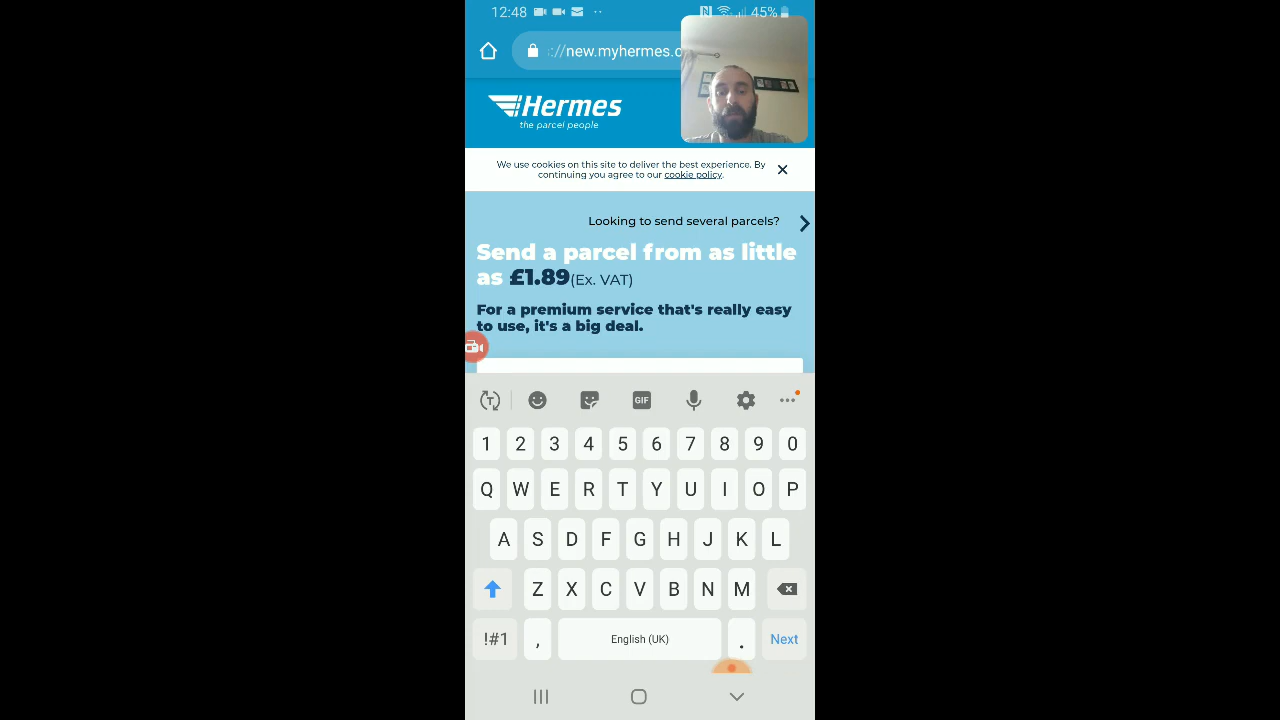 12:48
45%
://new.myhermes.c
Hermes
the parcel people
We use cookies on this site to deliver the best experience. By
continuing you agree to our cookie policy.
Looking to send several parcels?
Send a parcel from as little
as £1.89(Ex. VAT)
For a premium service that's really easy
to use, it's a big deal.
T
GIF
1 2 3 4 5 6 7 8 9 0
Q W E R T Y U I O P
A S D F G H J K L
Z X C V B N M
!#1 , English (UK) . Next